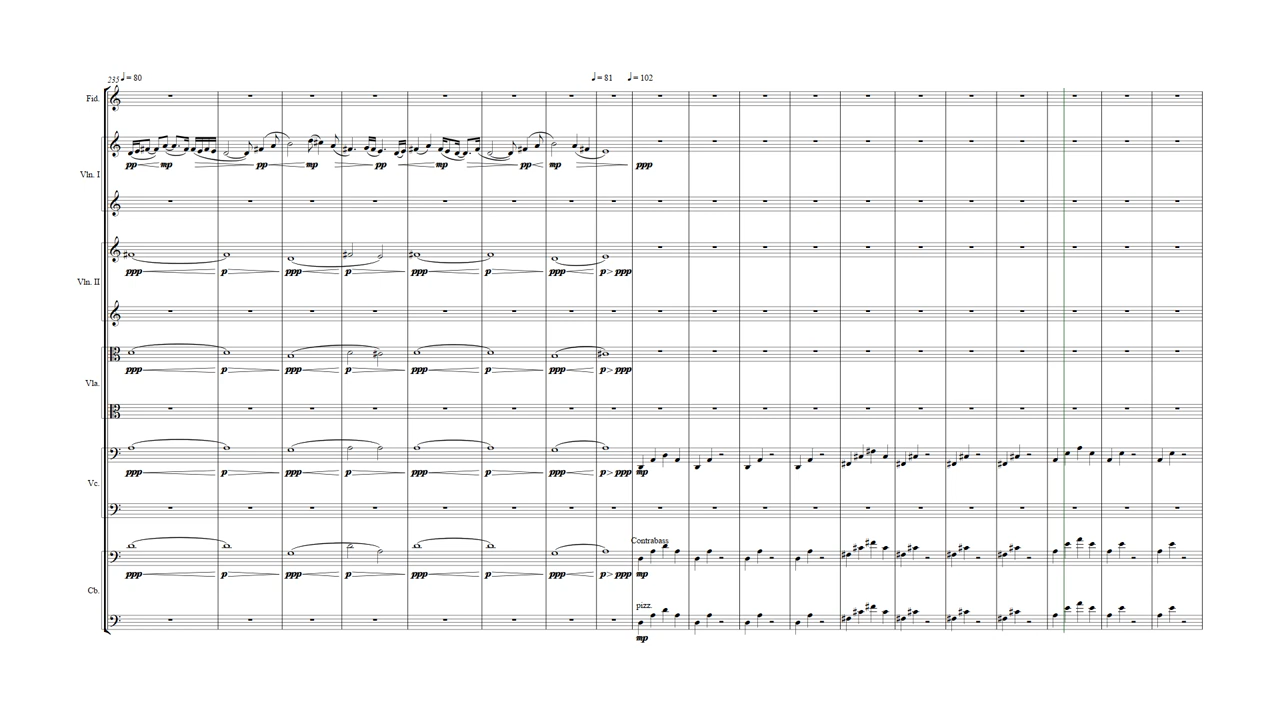 235 ♩= 80 ♩= 81 ♩= 102
Fid.
pp mp pp mp pp mp pp mp ppp
Vln. I
ppp p ppp p ppp p ppp p ppp
Vln. II
ppp p ppp p ppp p ppp p ppp
Vla.
ppp p ppp p ppp p ppp p ppp mp
Vc.
Contrabass
ppp p ppp p ppp p ppp p ppp mp
Cb.
pizz.
mp